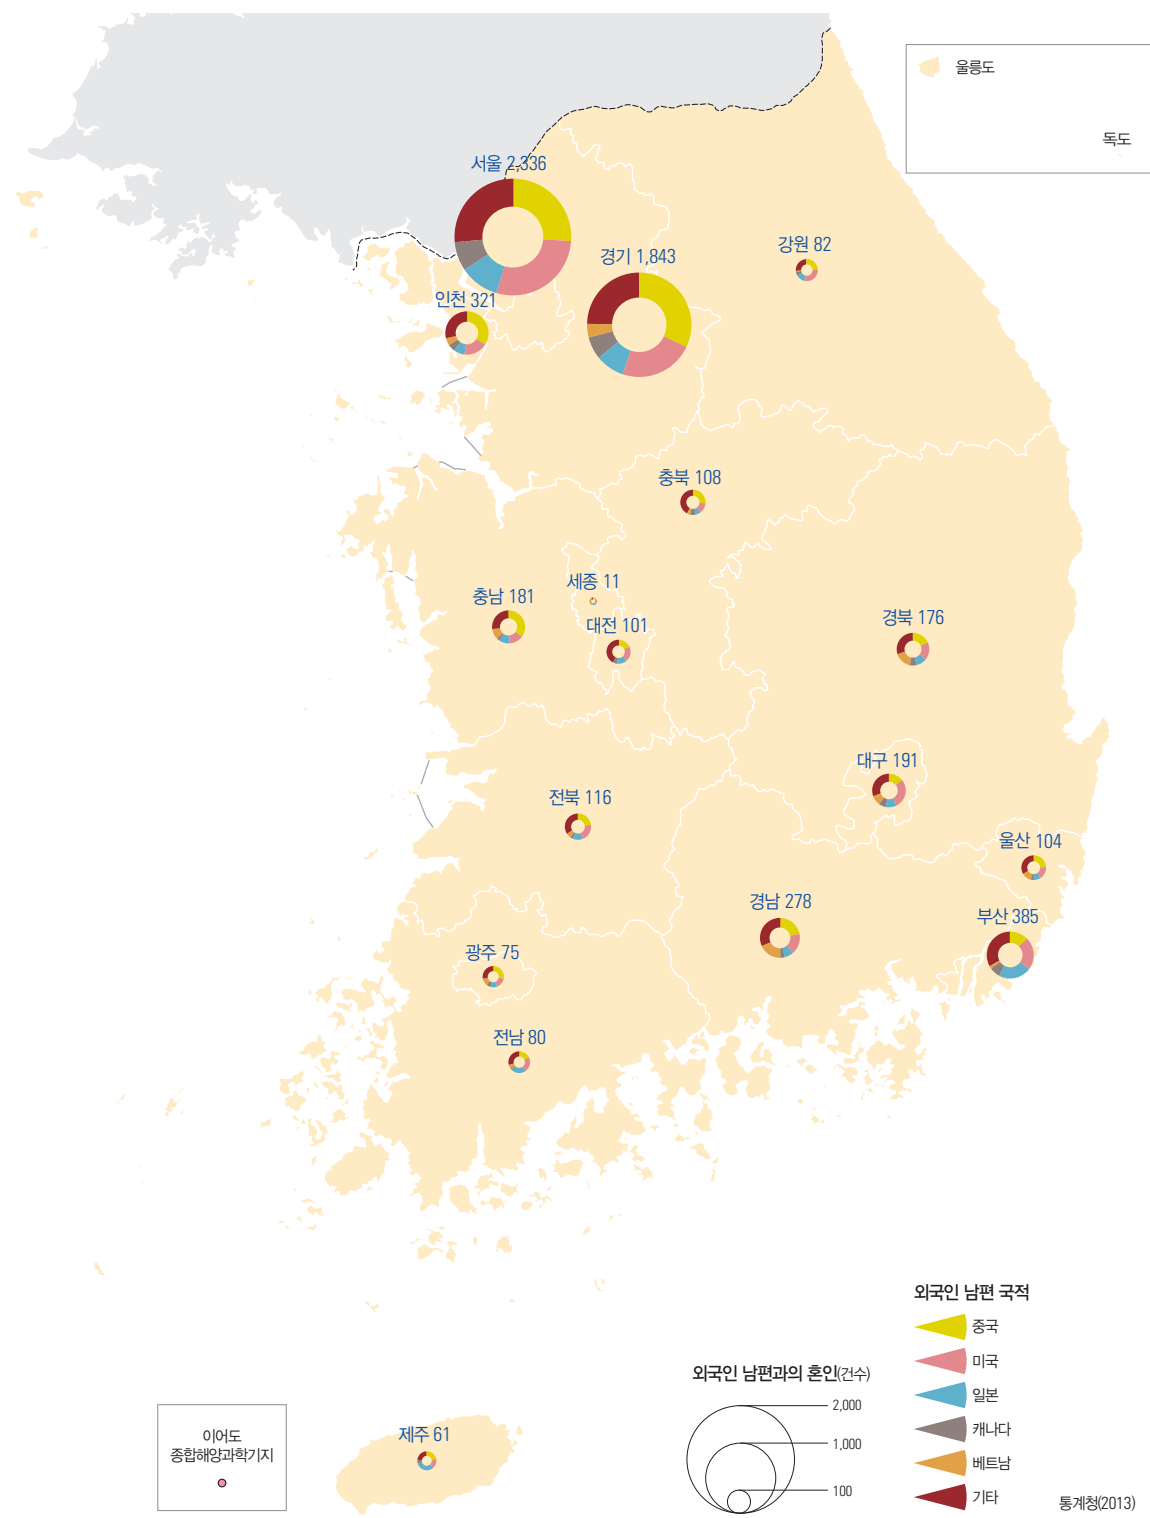 울릉도
독도
서울 2,336
경기 1,843
강원 82
인천 321
충북 108
세종 11
충남 181
대전 101
경북 176
대구 191
전북 116
울산 104
경남 278
부산 385
광주 75
전남 80
제주 61
이어도
종합해양과학기지
외국인 남편과의 혼인(건수)
2,000
1,000
100
외국인 남편 국적
중국
미국
일본
캐나다
베트남
기타
통계청(2013)